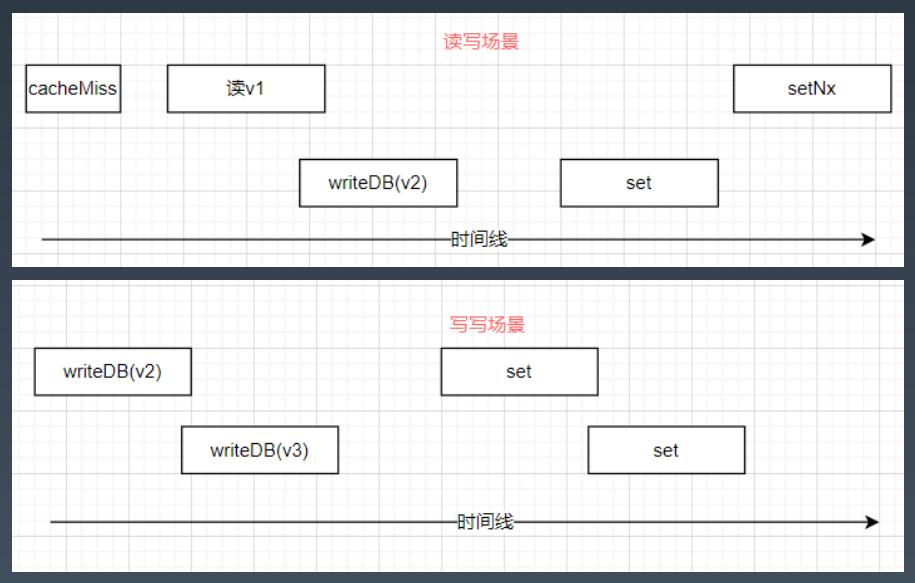 读写场景
cacheMiss
读v1
setNx
writeDB(v2)
set
时间线
写写场景
writeDB(v2)
set
writeDB(v3)
set
时间线